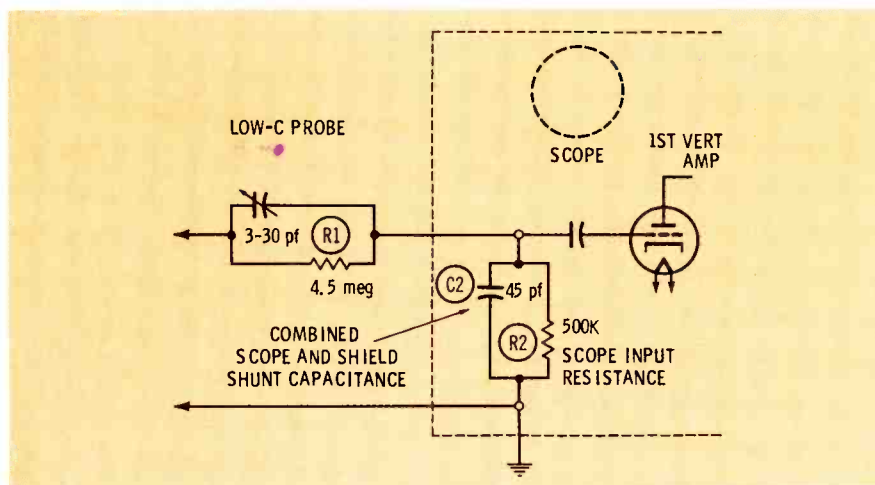 LOW-C PROBE
SCOPE
1ST VERT
AMP
3-30 pf
R1
4.5 meg
C2
45 pf
R2
500K
SCOPE INPUT
RESISTANCE
COMBINED
SCOPE AND SHIELD
SHUNT CAPACITANCE